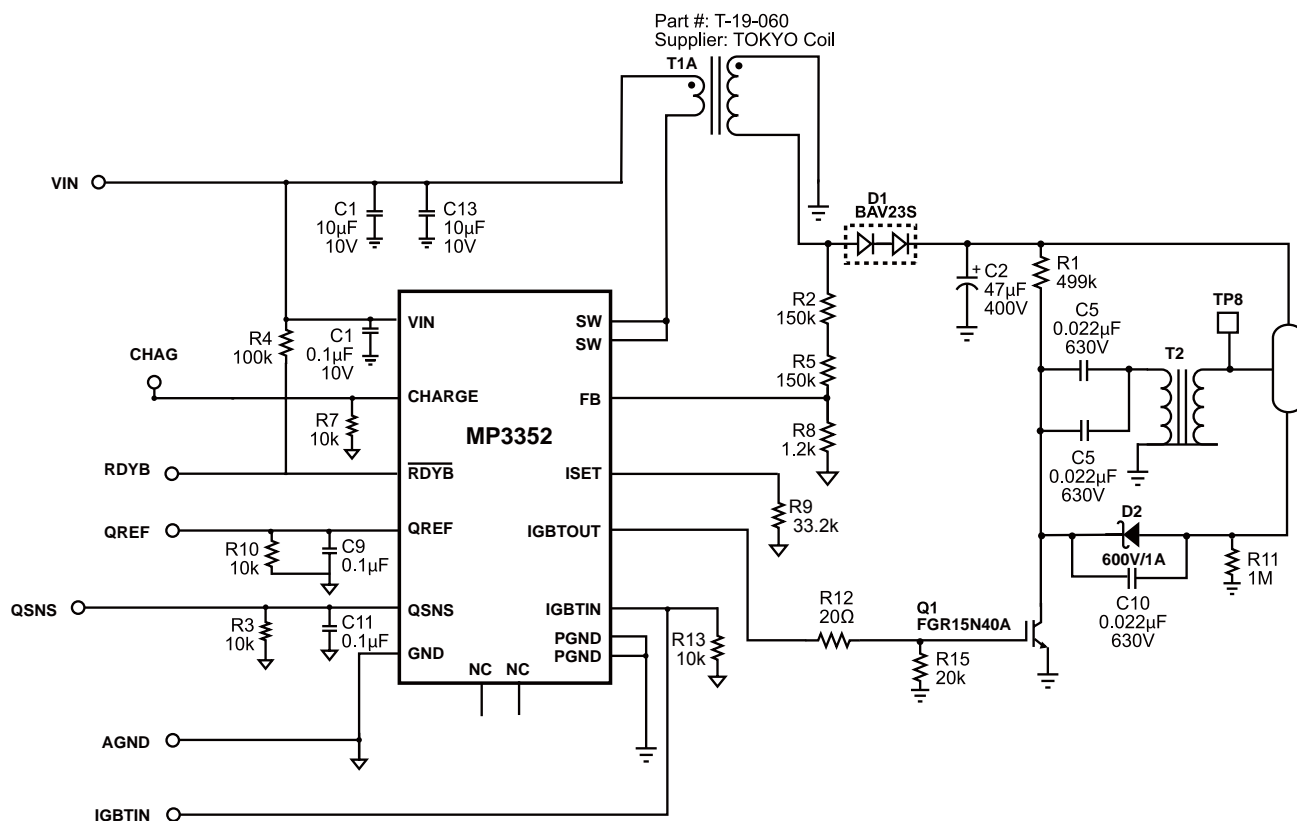 Part #: T-19-060
Supplier: TOKYO Coil
T1A
VIN
C1
10µF
10V
C13
10µF
10V
D1
BAV23S
C2
47µF
400V
+
R1
499k
R2
150k
R5
150k
R8
1.2k
C5
0.022µF
630V
TP8
T2
C5
0.022µF
630V
R4
100k
C1
0.1µF
10V
CHAG
R7
10k
RDYB
QREF
R10
10k
C9
0.1µF
QSNS
R3
10k
C11
0.1µF
AGND
IGBTIN
MP3352
VIN
CHARGE
RDYB
QREF
QSNS
GND
NC NC
SW
SW
FB
ISET
IGBTOUT
IGBTIN
PGND
PGND
R9
33.2k
R13
10k
R12
20Ω
R15
20k
Q1
FGR15N40A
D2
600V/1A
C10
0.022µF
630V
R11
1M